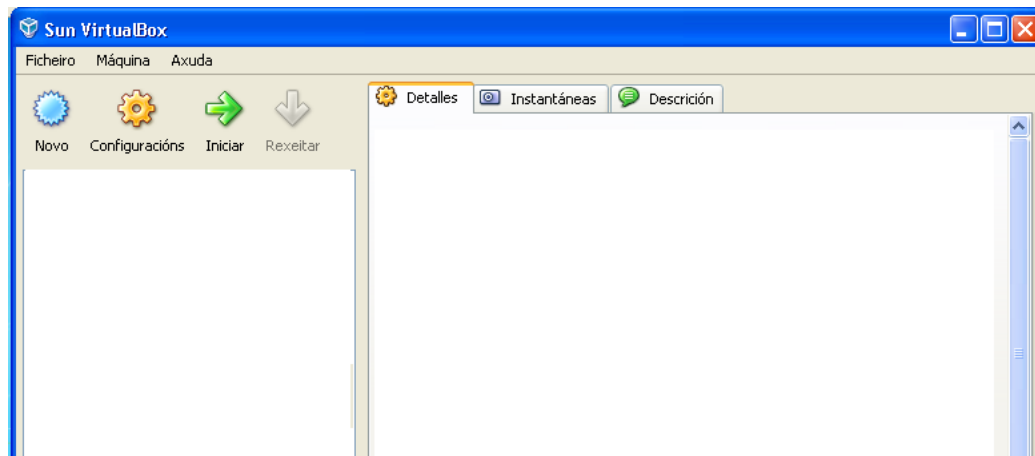 Sun VirtualBox
Ficheiro Máquina Axuda
Novo Configuracións Iniciar Rexeitar
Detalles Instantáneas Descrición